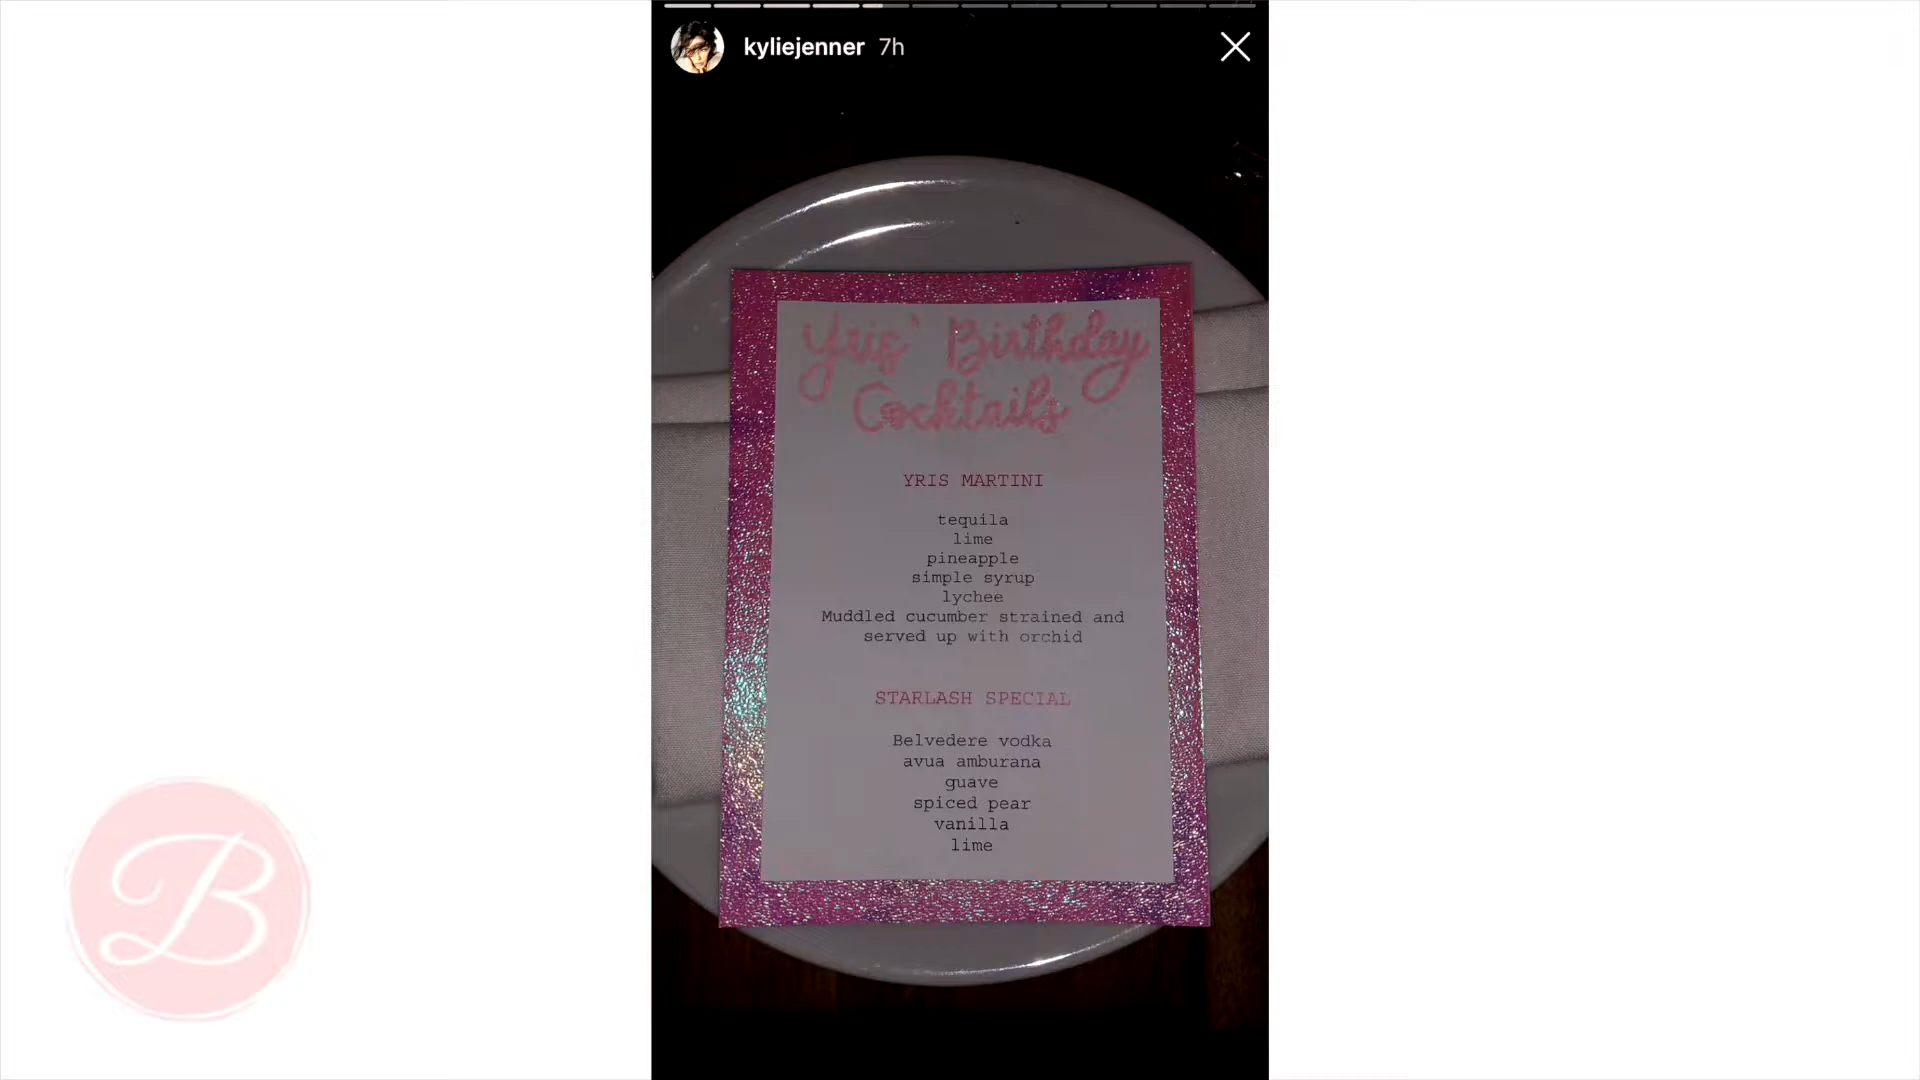 kyliejenner 7h
Yris' Birthday
Cocktails
YRIS MARTINI
tequila
lime
pineapple
simple syrup
lychee
Muddled cucumber strained and
served up with orchid
STARLASH SPECIAL
Belvedere vodka
avua amburana
guave
spiced pear
vanilla
lime
B